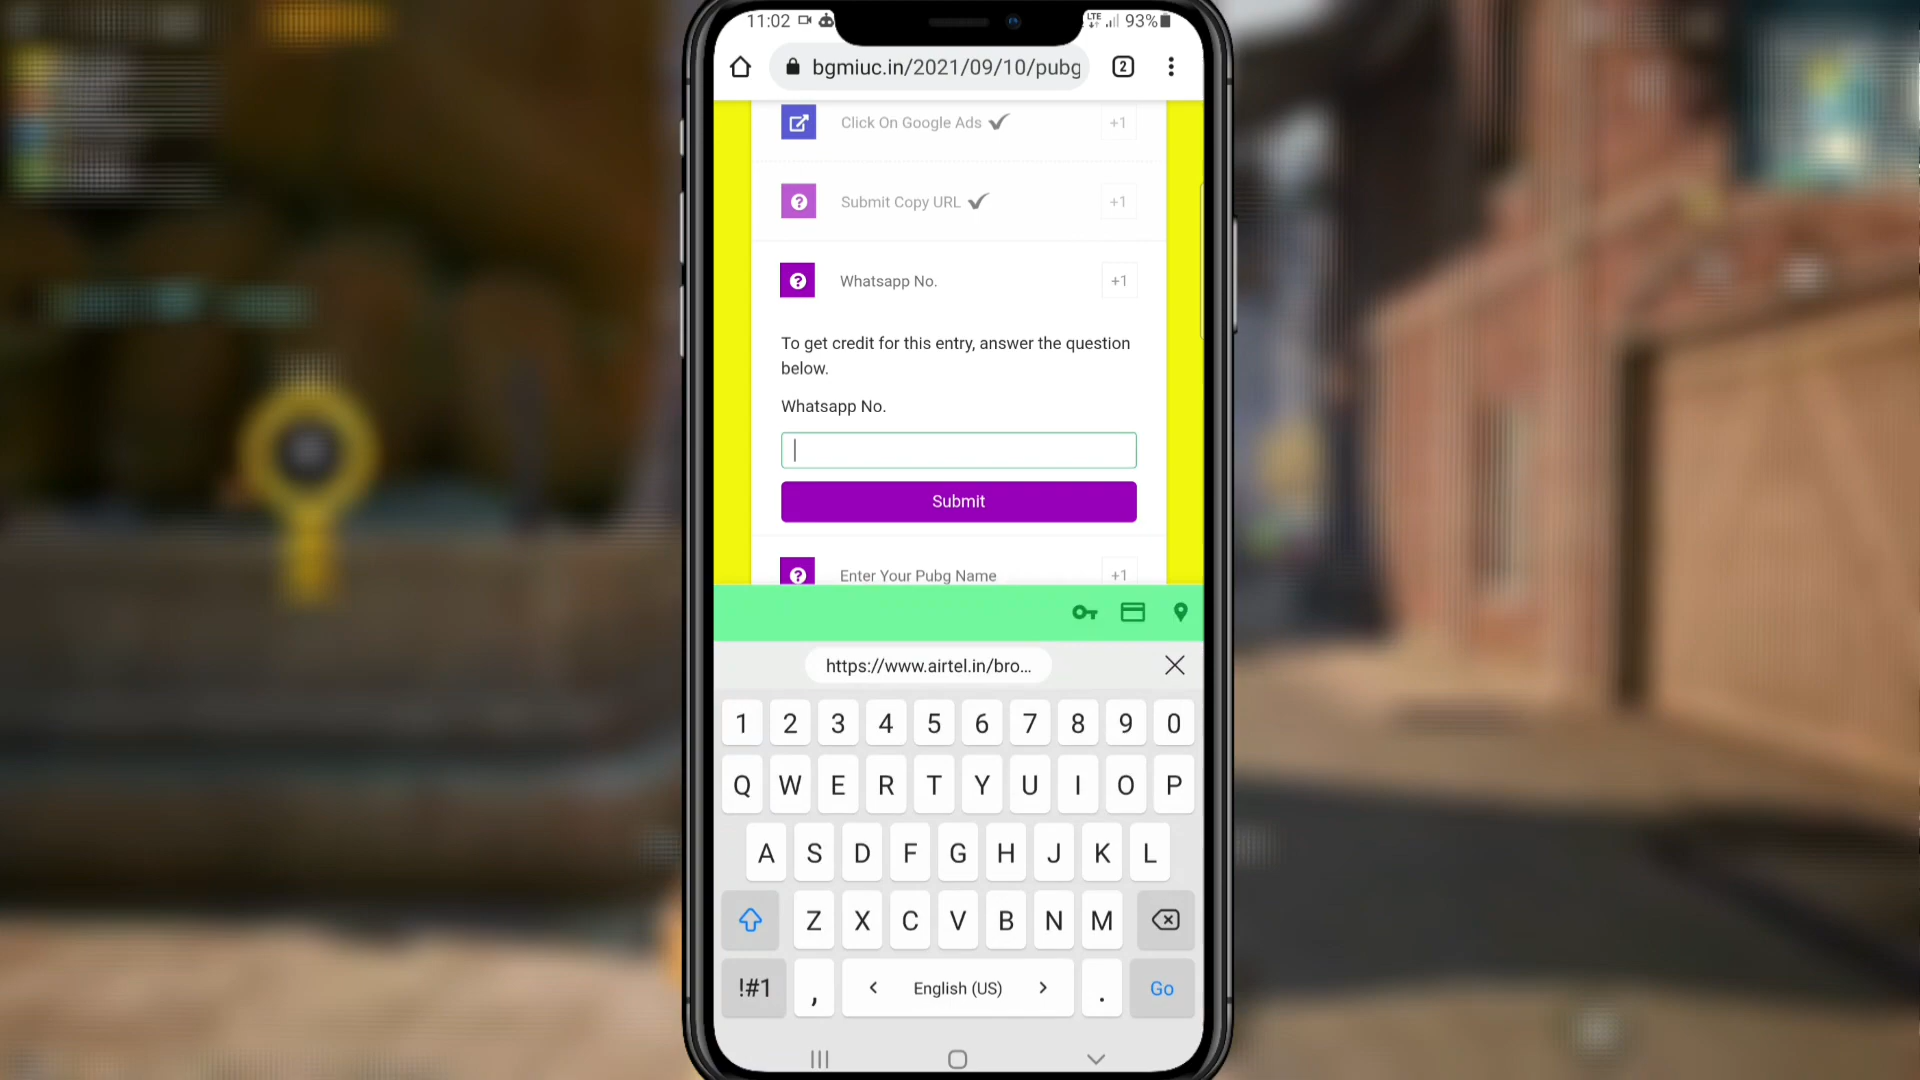 11:02 LTE 93%
bgmiuc.in/2021/09/10/pubg 2
Click On Google Ads +1
Submit Copy URL +1
Whatsapp No. +1
To get credit for this entry, answer the question
below.
Whatsapp No.
Submit
Enter Your Pubg Name +1
https://www.airtel.in/bro...
1 2 3 4 5 6 7 8 9 0
Q W E R T Y U I O P
A S D F G H J K L
Z X C V B N M
!#1 , < English (US) > . Go